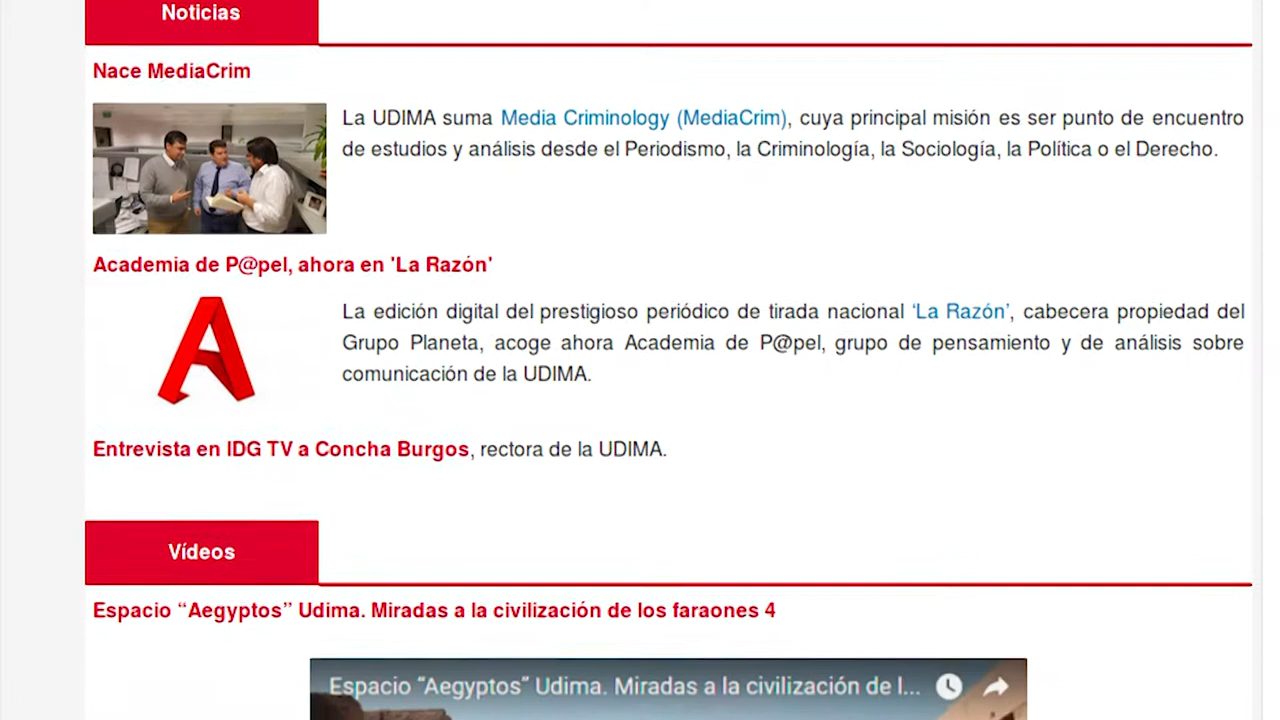 Noticias
Nace MediaCrim
La UDIMA suma Media Criminology (MediaCrim), cuya principal misión es ser punto de encuentro
de estudios y análisis desde el Periodismo, la Criminología, la Sociología, la Política o el Derecho.
Academia de P@pel, ahora en 'La Razón'
La edición digital del prestigioso periódico de tirada nacional ‘La Razón’, cabecera propiedad del
Grupo Planeta, acoge ahora Academia de P@pel, grupo de pensamiento y de análisis sobre
comunicación de la UDIMA.
Entrevista en IDG TV a Concha Burgos, rectora de la UDIMA.
Vídeos
Espacio “Aegyptos” Udima. Miradas a la civilización de los faraones 4
Espacio “Aegyptos” Udima. Miradas a la civilización de l...